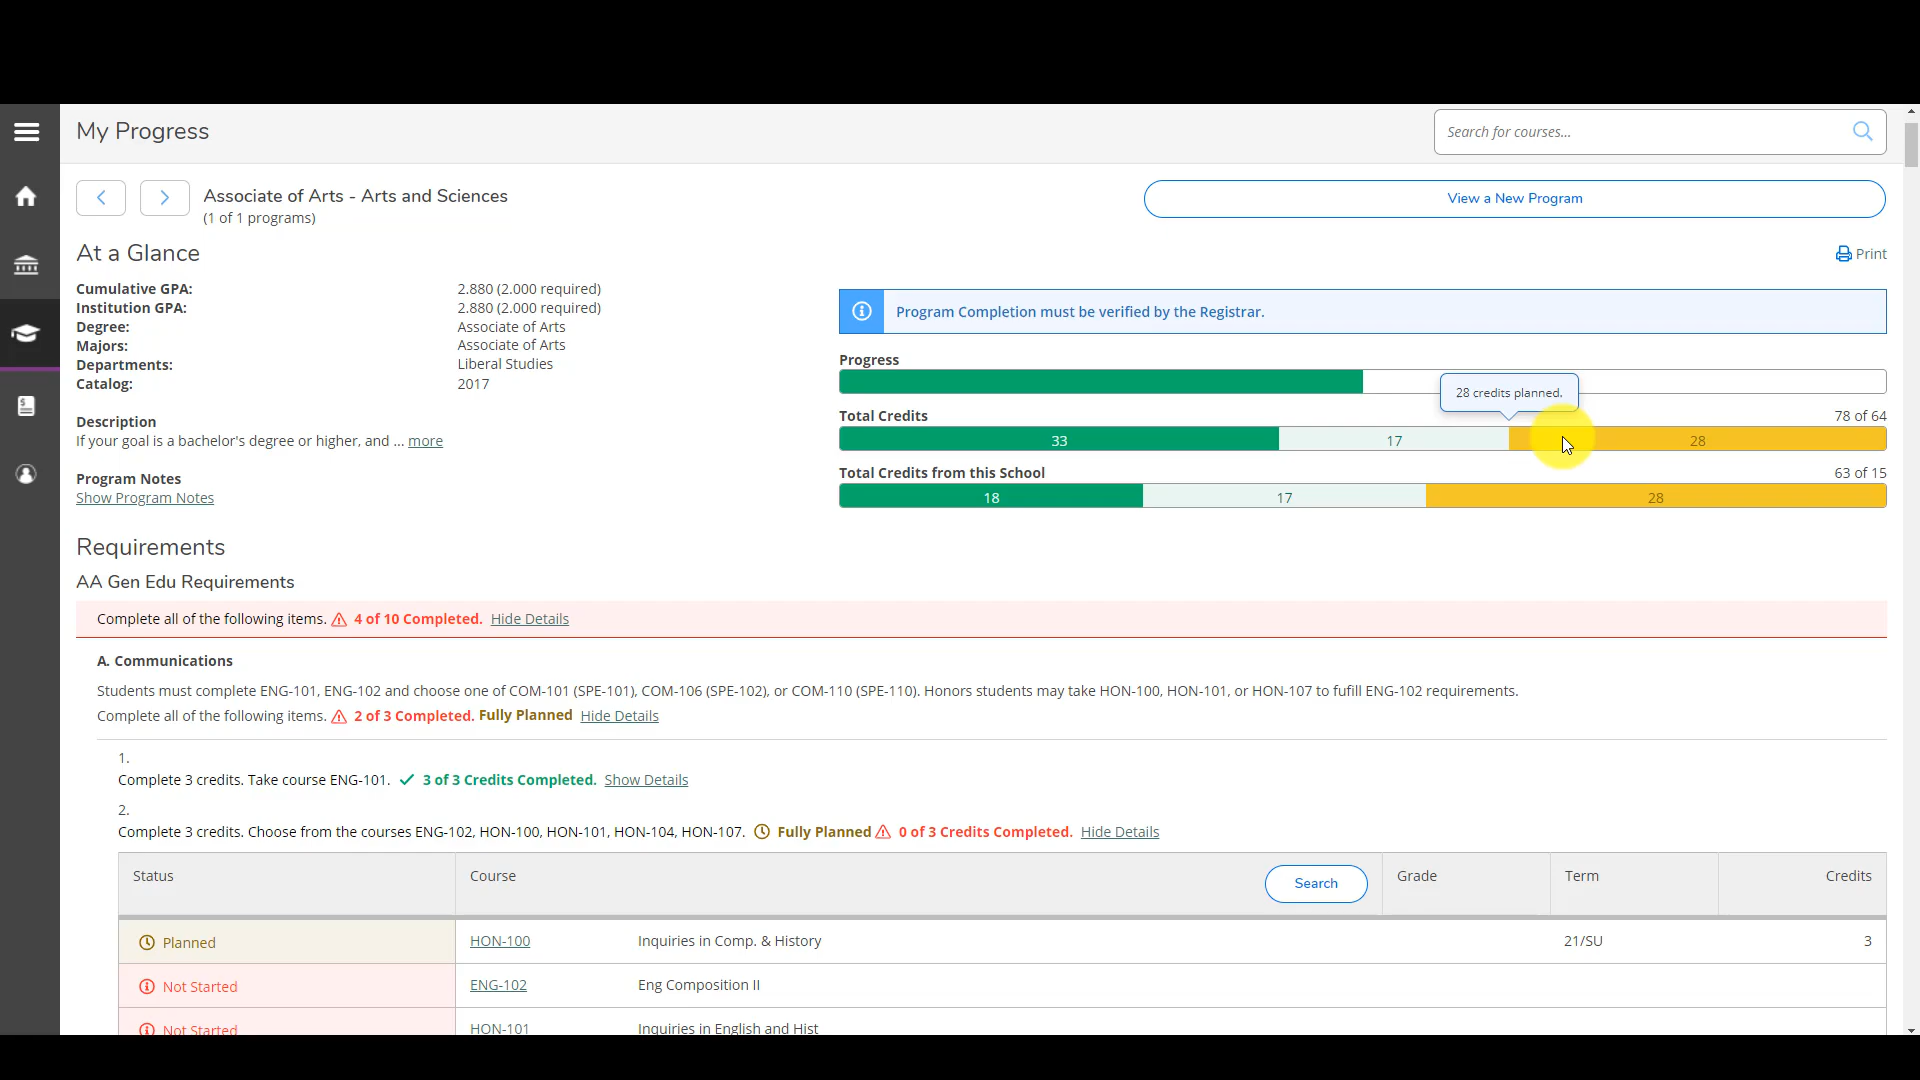 My Progress
Search for courses...
Associate of Arts - Arts and Sciences
(1 of 1 programs)
View a New Program
At a Glance
Print
Cumulative GPA: 2.880 (2.000 required)
Institution GPA: 2.880 (2.000 required)
Degree: Associate of Arts
Majors: Associate of Arts
Departments: Liberal Studies
Catalog: 2017
Description
If your goal is a bachelor's degree or higher, and ... more
Program Notes
Show Program Notes
Program Completion must be verified by the Registrar.
Progress
28 credits planned.
Total Credits 78 of 64
33 17 28
Total Credits from this School 63 of 15
18 17 28
Requirements
AA Gen Edu Requirements
Complete all of the following items. 4 of 10 Completed. Hide Details
A. Communications
Students must complete ENG-101, ENG-102 and choose one of COM-101 (SPE-101), COM-106 (SPE-102), or COM-110 (SPE-110). Honors students may take HON-100, HON-101, or HON-107 to fufill ENG-102 requirements.
Complete all of the following items. 2 of 3 Completed. Fully Planned Hide Details
1.
Complete 3 credits. Take course ENG-101. 3 of 3 Credits Completed. Show Details
2.
Complete 3 credits. Choose from the courses ENG-102, HON-100, HON-101, HON-104, HON-107. Fully Planned 0 of 3 Credits Completed. Hide Details
Status Course Search Grade Term Credits
Planned HON-100 Inquiries in Comp. & History 21/SU 3
Not Started ENG-102 Eng Composition II
Not Started HON-101 Inquiries in English and Hist